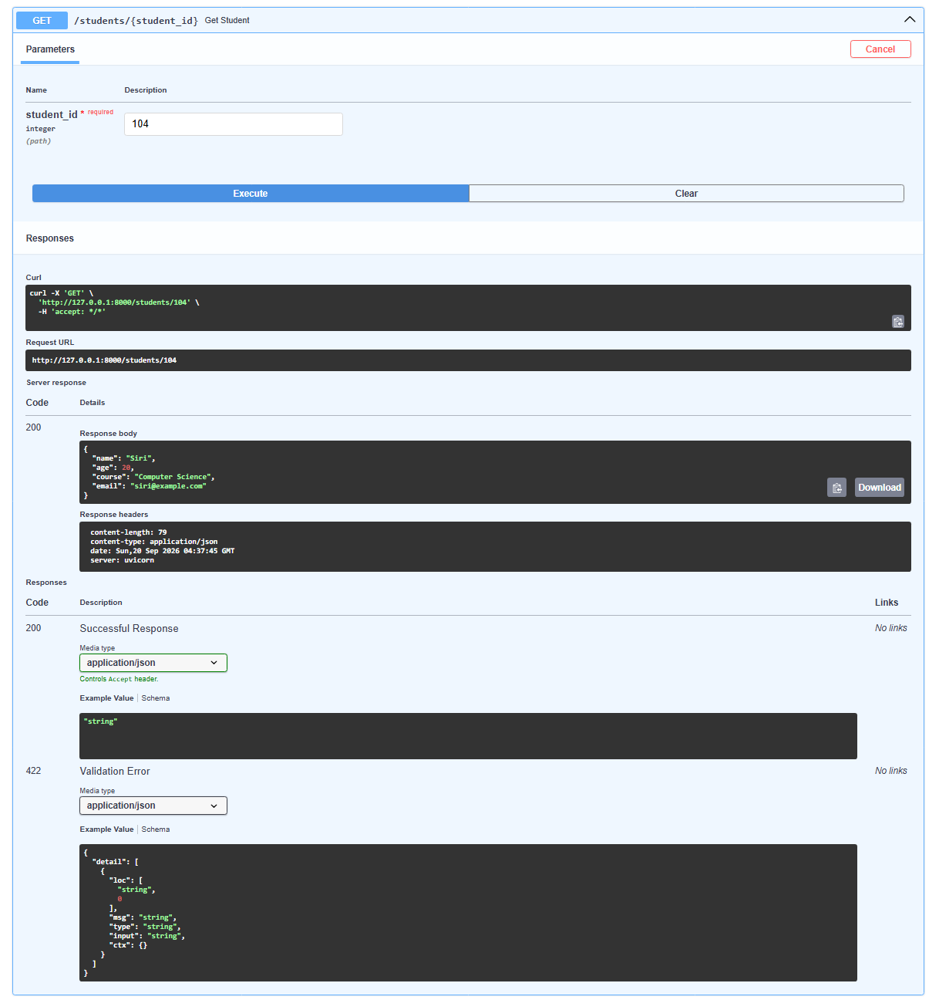 GET /students/{student_id} Get Student
Parameters
Cancel
Name Description
student_id * required
integer
(path)
104
Execute Clear
Responses
Curl
curl -X 'GET' \
  'http://127.0.0.1:8000/students/104' \
  -H 'accept: */*'
Request URL
http://127.0.0.1:8000/students/104
Server response
Code Details
200
Response body
{
  "name": "Siri",
  "age": 20,
  "course": "Computer Science",
  "email": "siri@example.com"
}
Download
Response headers
content-length: 79
content-type: application/json
date: Sun,20 Sep 2026 04:37:45 GMT
server: uvicorn
Responses
Code Description Links
200 Successful Response No links
Media type
application/json
Controls Accept header.
Example Value Schema
"string"
422 Validation Error No links
Media type
application/json
Example Value Schema
{
  "detail": [
    {
      "loc": [
        "string",
        0
      ],
      "msg": "string",
      "type": "string",
      "input": "string",
      "ctx": {}
    }
  ]
}